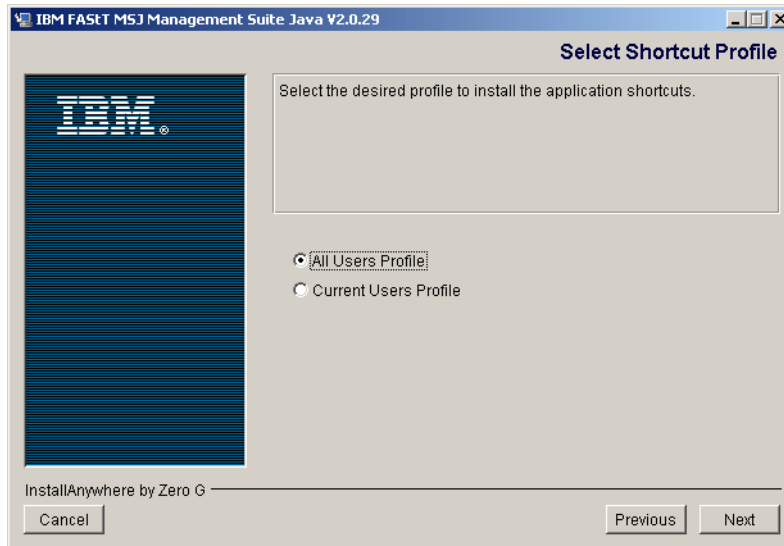 IBM FAStT MSJ Management Suite Java V2.0.29
Select Shortcut Profile
IBM®
Select the desired profile to install the application shortcuts.
All Users Profile
Current Users Profile
InstallAnywhere by Zero G
Cancel
Previous
Next